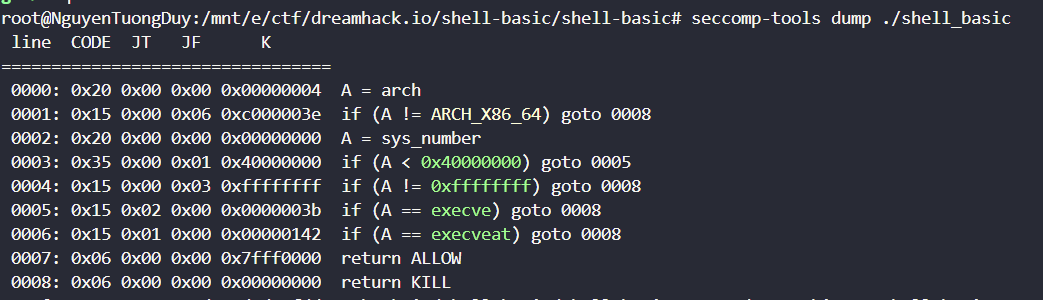 root@NguyenTuongDuy:/mnt/e/ctf/dreamhack.io/shell-basic/shell-basic# seccomp-tools dump ./shell_basic
line CODE JT JF K
=================================
0000: 0x20 0x00 0x00 0x00000004 A = arch
0001: 0x15 0x00 0x06 0xc000003e if (A != ARCH_X86_64) goto 0008
0002: 0x20 0x00 0x00 0x00000000 A = sys_number
0003: 0x35 0x00 0x01 0x40000000 if (A < 0x40000000) goto 0005
0004: 0x15 0x00 0x03 0xffffffff if (A != 0xffffffff) goto 0008
0005: 0x15 0x02 0x00 0x0000003b if (A == execve) goto 0008
0006: 0x15 0x01 0x00 0x00000142 if (A == execveat) goto 0008
0007: 0x06 0x00 0x00 0x7fff0000 return ALLOW
0008: 0x06 0x00 0x00 0x00000000 return KILL